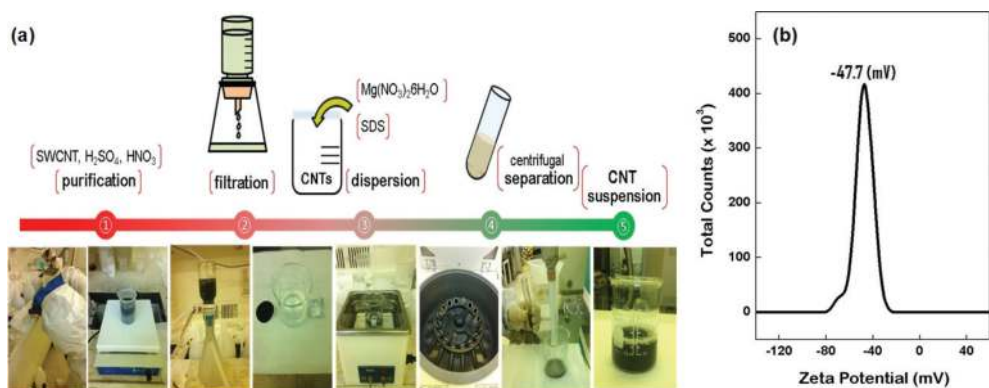 (a)
Mg(NO₃)₂6H₂O
SDS
SWCNT, H₂SO₄, HNO₃
purification
filtration
CNTs
dispersion
centrifugal
separation
CNT
suspension
① ② ③ ④ ⑤
(b)
-47.7 (mV)
Total Counts (x 10³)
500
400
300
200
100
0
-120 -80 -40 0 40
Zeta Potential (mV)